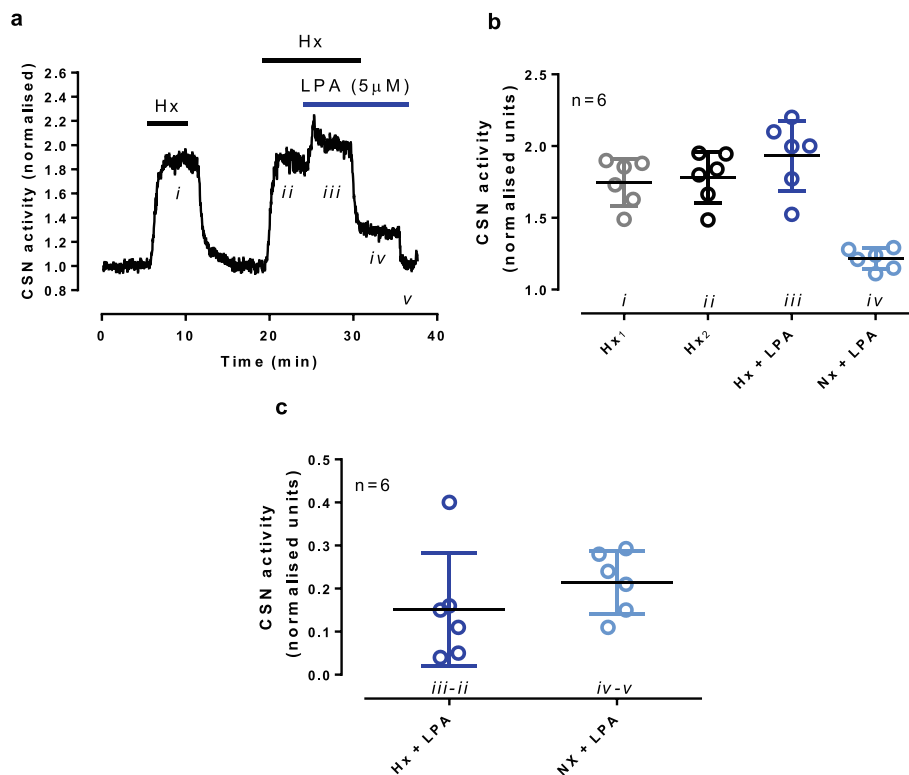 a
Hx
LPA (5μM)
Hx
CSN activity (normalised)
2.6
2.4
2.2
2.0
1.8
1.6
1.4
1.2
1.0
0.8
i
ii
iii
iv
v
0
10
20
30
40
Time (min)
b
n=6
CSN activity
(normalised units)
2.5
2.0
1.5
1.0
i
ii
iii
iv
Hx1
Hx2
Hx + LPA
Nx + LPA
c
n=6
CSN activity
(normalised units)
0.5
0.4
0.3
0.2
0.1
0.0
iii-ii
iv-v
Hx + LPA
NX + LPA